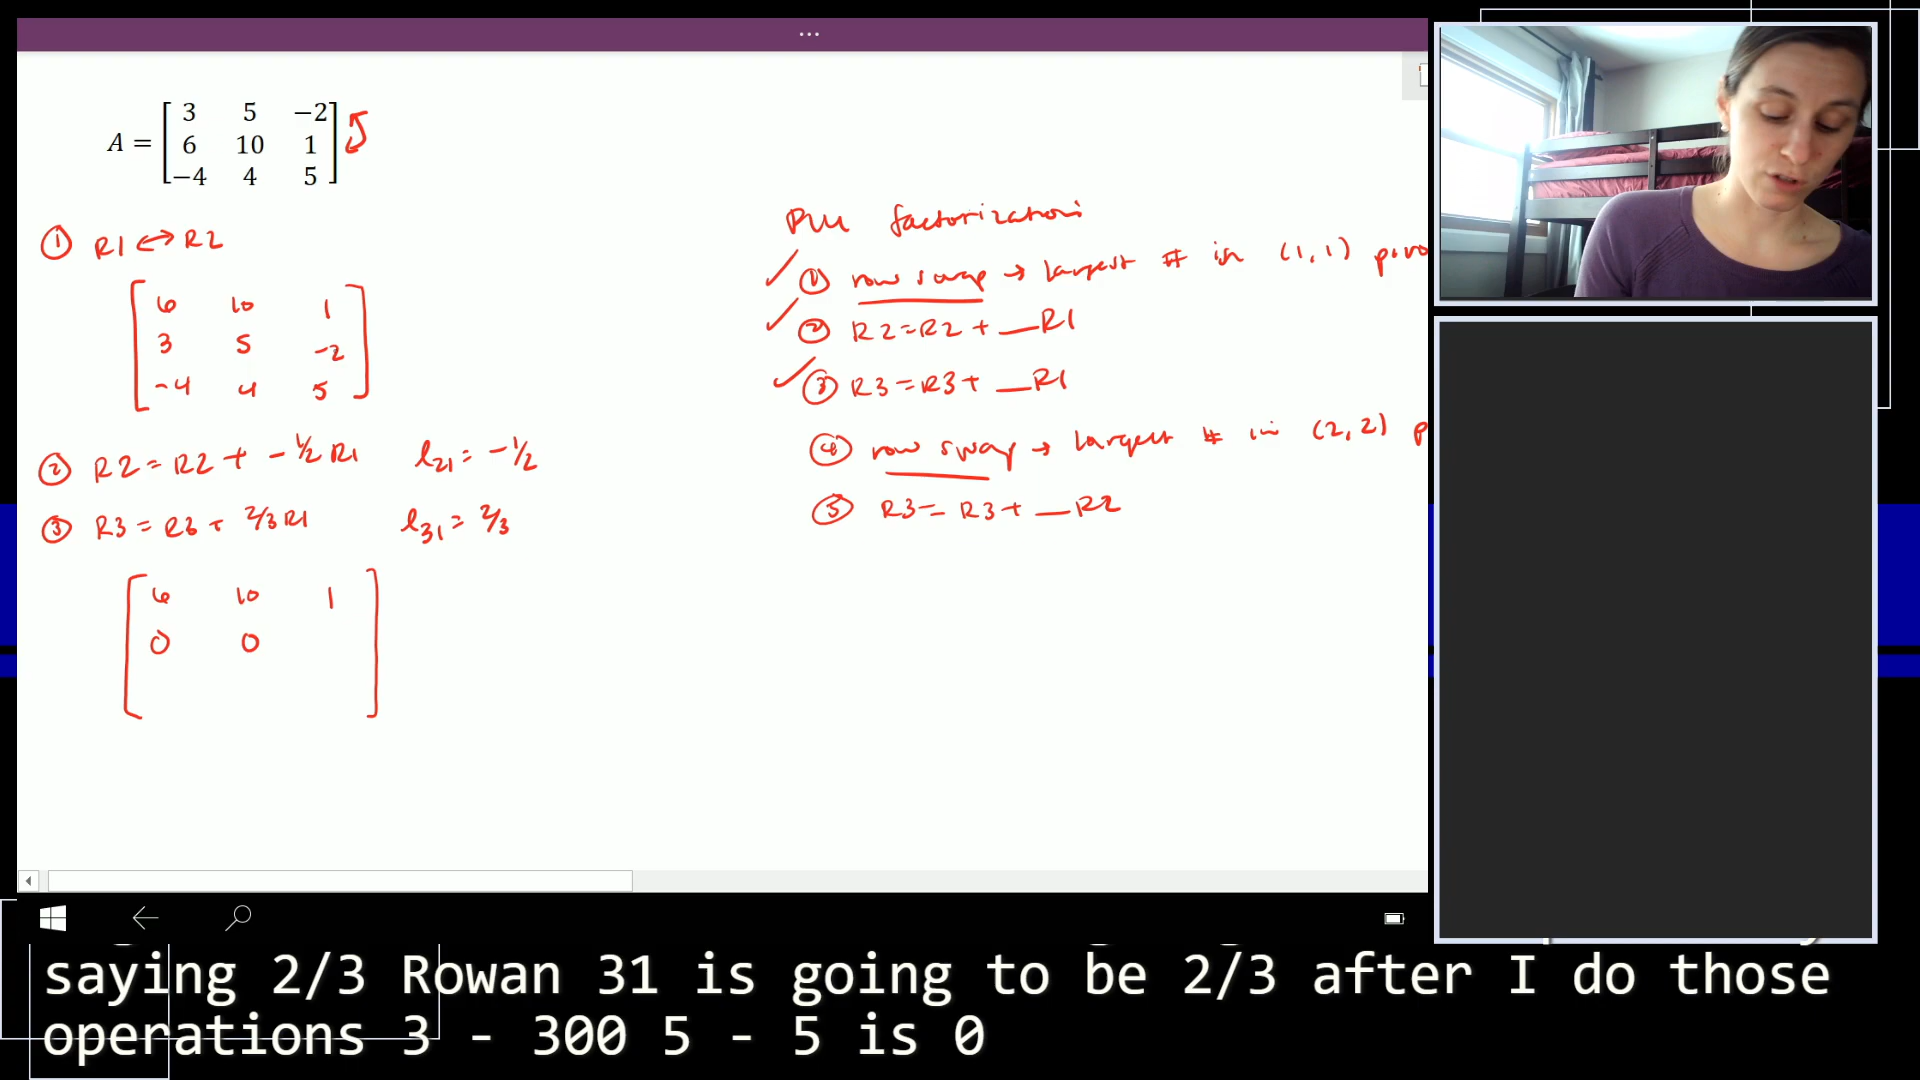 ...
A = [ 3 5 −2
6 10 1
−4 4 5 ]
① R1 ↔ R2
[ 6 10 1
3 5 -2
-4 4 5 ]
② R2 = R2 + -1/2 R1 l21 = -1/2
③ R3 = R3 + 2/3 R1 l31 = 2/3
[ 6 10 1
0 0 ]
PLU factorization
✓ ① row swap → largest # in (1,1) pivo
✓ ② R2 = R2 + __R1
✓ ③ R3 = R3 + __R1
④ row swap → largest # in (2,2) p
⑤ R3 = R3 + __R2
saying 2/3 Rowan 31 is going to be 2/3 after I do those
operations 3 - 300 5 - 5 is 0